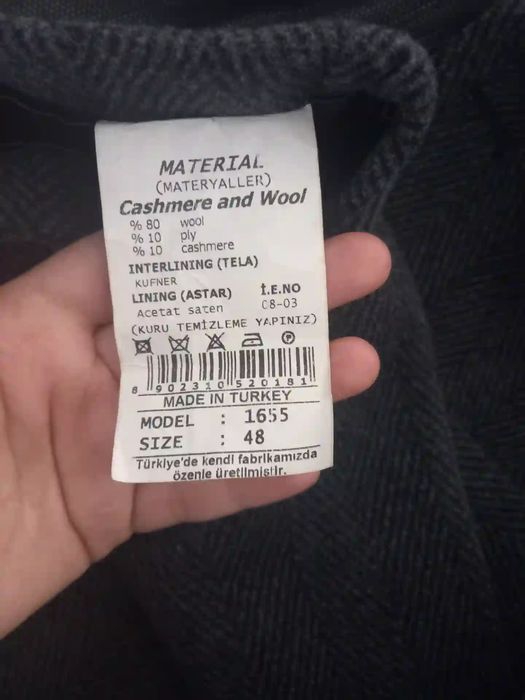 MATERIAL
(MATERYALLER)
Cashmere and Wool
% 80 wool
% 10 ply
% 10 cashmere
INTERLINING (TELA)
KUFNER
LINING (ASTAR) İ.E.NO
Acetat saten 08-03
(KURU TEMİZLEME YAPINIZ)
P
8 902310 520181
MADE IN TURKEY
MODEL : 1655
SIZE : 48
Türkiye'de kendi fabrikamızda
özenle üretilmiştir.